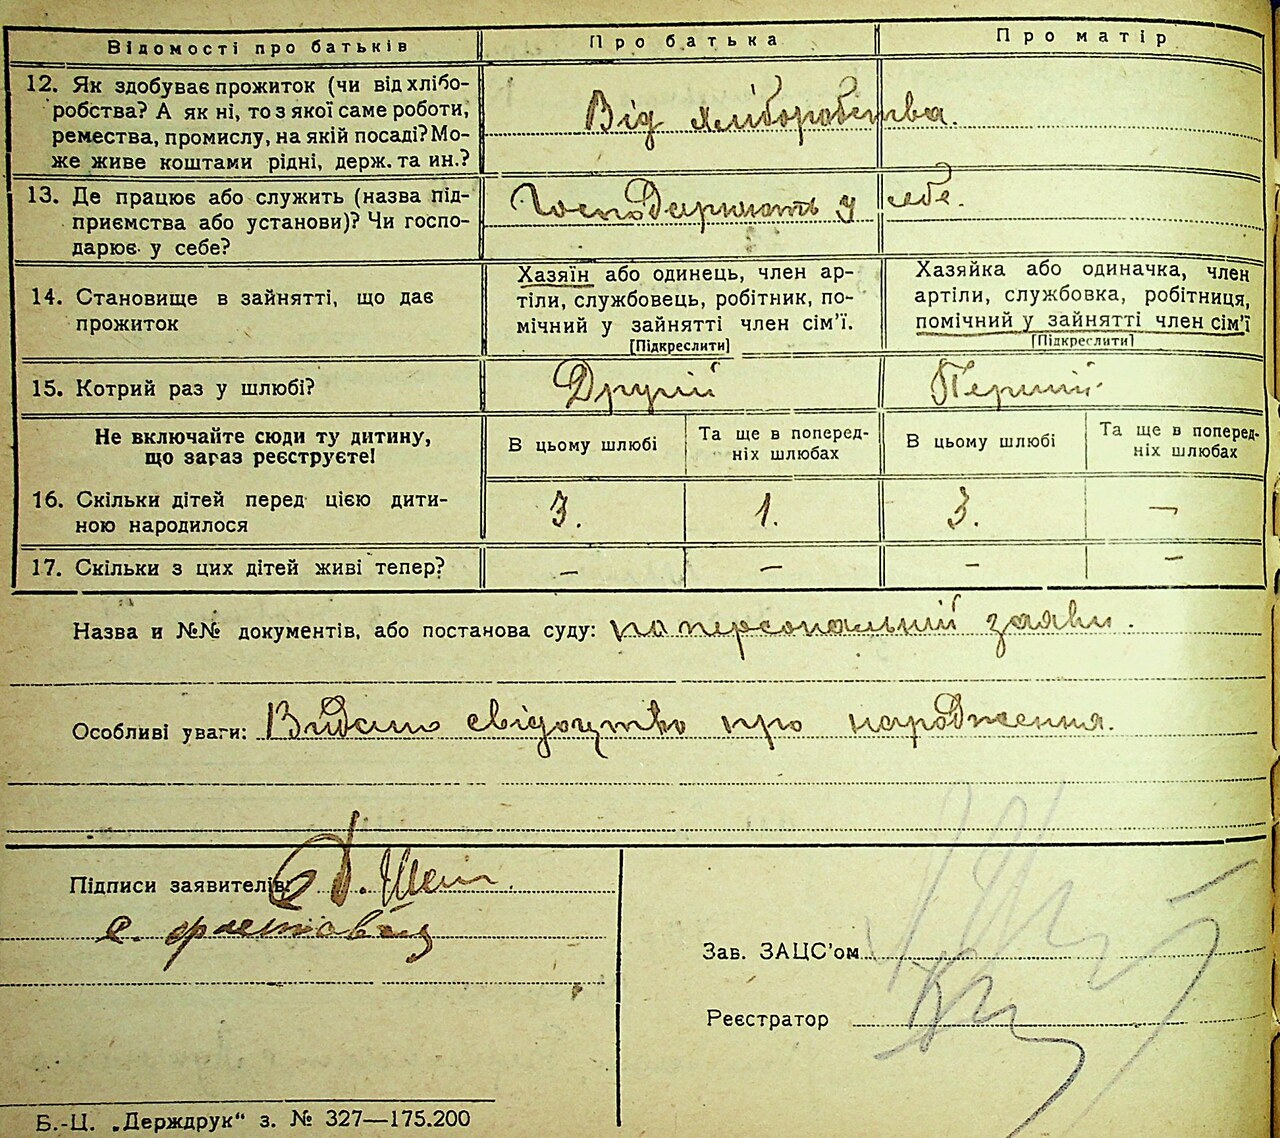 Відомості про батьків
Про батька
Про матір
12. Як здобуває прожиток (чи від хлібо-
робства? А як ні, то з якої саме роботи,
ремества, промислу, на якій посаді? Мо-
же живе коштами рідні, держ. та ин.?
Від хліборобства.
13. Де працює або служить (назва під-
приємства або установи)? Чи госпо-
дарює у себе?
Господарюють у себе.
14. Становище в зайнятті, що дає
прожиток
Хазяїн або одинець, член ар-
тіли, службовець, робітник, по-
мічний у зайнятті член сім’ї.
[Підкреслити]
Хазяйка або одиначка, член
артіли, службовка, робітниця,
помічний у зайнятті член сім’ї
[Підкреслити]
15. Котрий раз у шлюбі?
Другий
Перший
Не включайте сюди ту дитину,
що загаз реєструєте!
В цьому шлюбі
Та ще в поперед-
ніх шлюбах
В цьому шлюбі
Та ще в поперед-
ніх шлюбах
16. Скільки дітей перед цією дити-
ною народилося
3.
1.
3.
—
17. Скільки з цих дітей живі тепер?
—
—
—
—
Назва и №№ документів, або постанова суду: по персональній заяви.
Особливі уваги: Видано свідоцтво про народження.
Підписи заявителів:
Зав. ЗАЦС’ом
Реєстратор
Б.-Ц. „Держдрук“ з. № 327—175.200